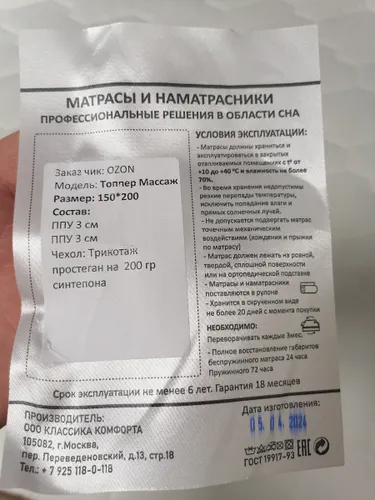 МАТРАСЫ И НАМАТРАСНИКИ
ПРОФЕССИОНАЛЬНЫЕ РЕШЕНИЯ В ОБЛАСТИ СНА
Заказ чик: OZON
Модель: Топпер Массаж
Размер: 150*200
Состав:
ППУ 3 см
ППУ 3 см
Чехол: Трикотаж
простеган на 200 гр
синтепона
УСЛОВИЯ ЭКСПЛУАТАЦИИ:
- Матрасы должны храниться и
эксплуатироваться в закрытых
отапливаемых помещениях с t° от
+10 до +40 °С и влажность не более
70%.
- Во время хранения недопустимы
резкие перепады температуры,
исключить попадания влаги и
прямых солнечных лучей.
- Не допускается подвергать матрас
точечным механическим
воздействиям (хождения и прыжки
по матрасу)
- Матрас должен лежать на ровной,
твердой, сплошной поверхности
или на ортопедической подставке
- Матрасы и наматрасники
поставляются в рулоне
- Хранится в скрученном виде
не более 20 дней с момента покупки
НЕОБХОДИМО:
Переворачивать каждые 3мес.
- Полное восстановление габаритов
беспружинного матраса 24 часа
Пружинного 72 часа
Срок эксплуатации не менее 6 лет. Гарантия 18 месяцев
ПРОИЗВОДИТЕЛЬ:
ООО КЛАССИКА КОМФОРТА
105082, г.Москва,
пер. Переведеновский, д.13, стр.18
Тел.: + 7 925 118-0-118
Дата изготовления:
05.04.2024
ГОСТ 19917-93 EAC